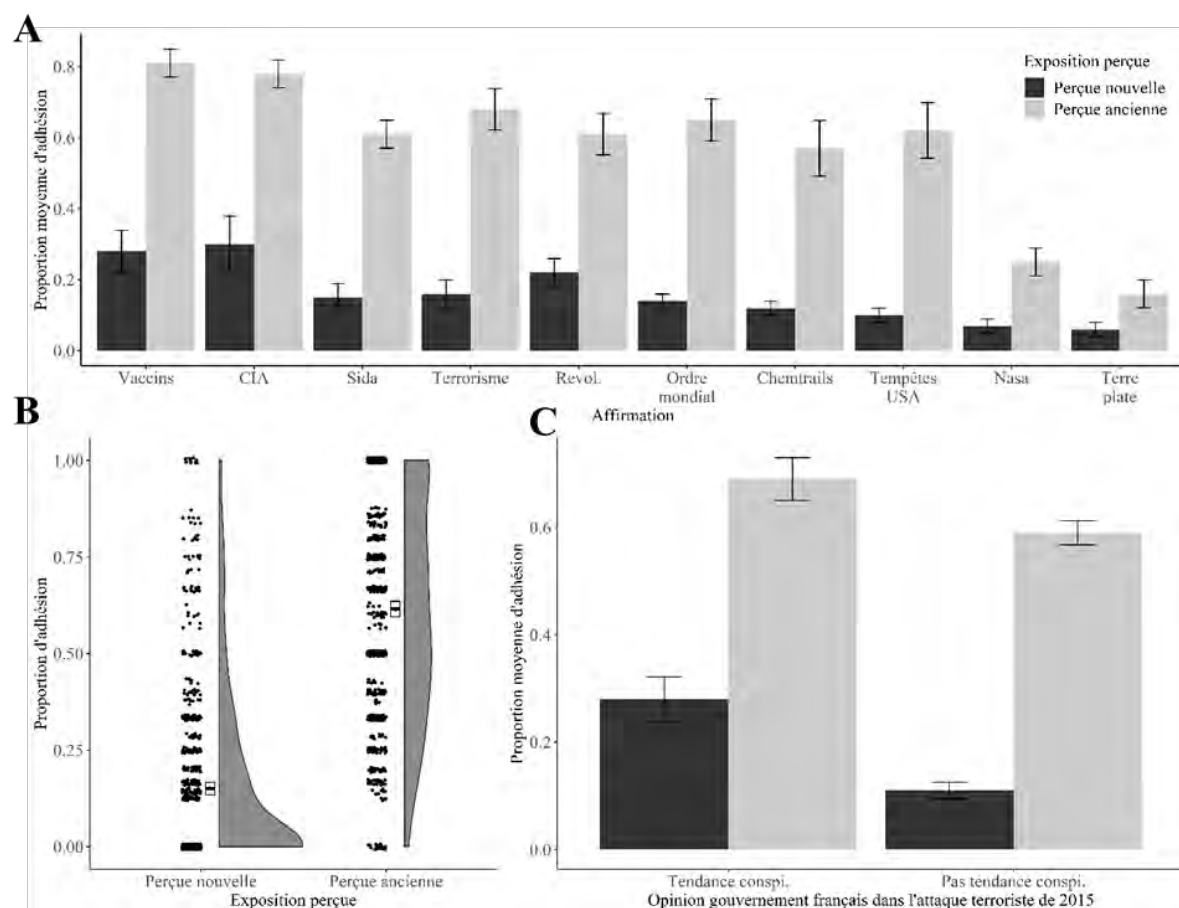 A
Proportion moyenne d'adhésion
0.8
0.6
0.4
0.2
0.0
Exposition perçue
Perçue nouvelle
Perçue ancienne
Vaccins CIA Sida Terrorisme Revol. Ordre Chemtrails Tempêtes Nasa Terre
mondial USA plate
Affirmation
B
Proportion d'adhésion
1.00
0.75
0.50
0.25
0.00
Perçue nouvelle Perçue ancienne
Exposition perçue
C
Proportion moyenne d'adhésion
0.6
0.4
0.2
0.0
Tendance conspi. Pas tendance conspi.
Opinion gouvernement français dans l'attaque terroriste de 2015